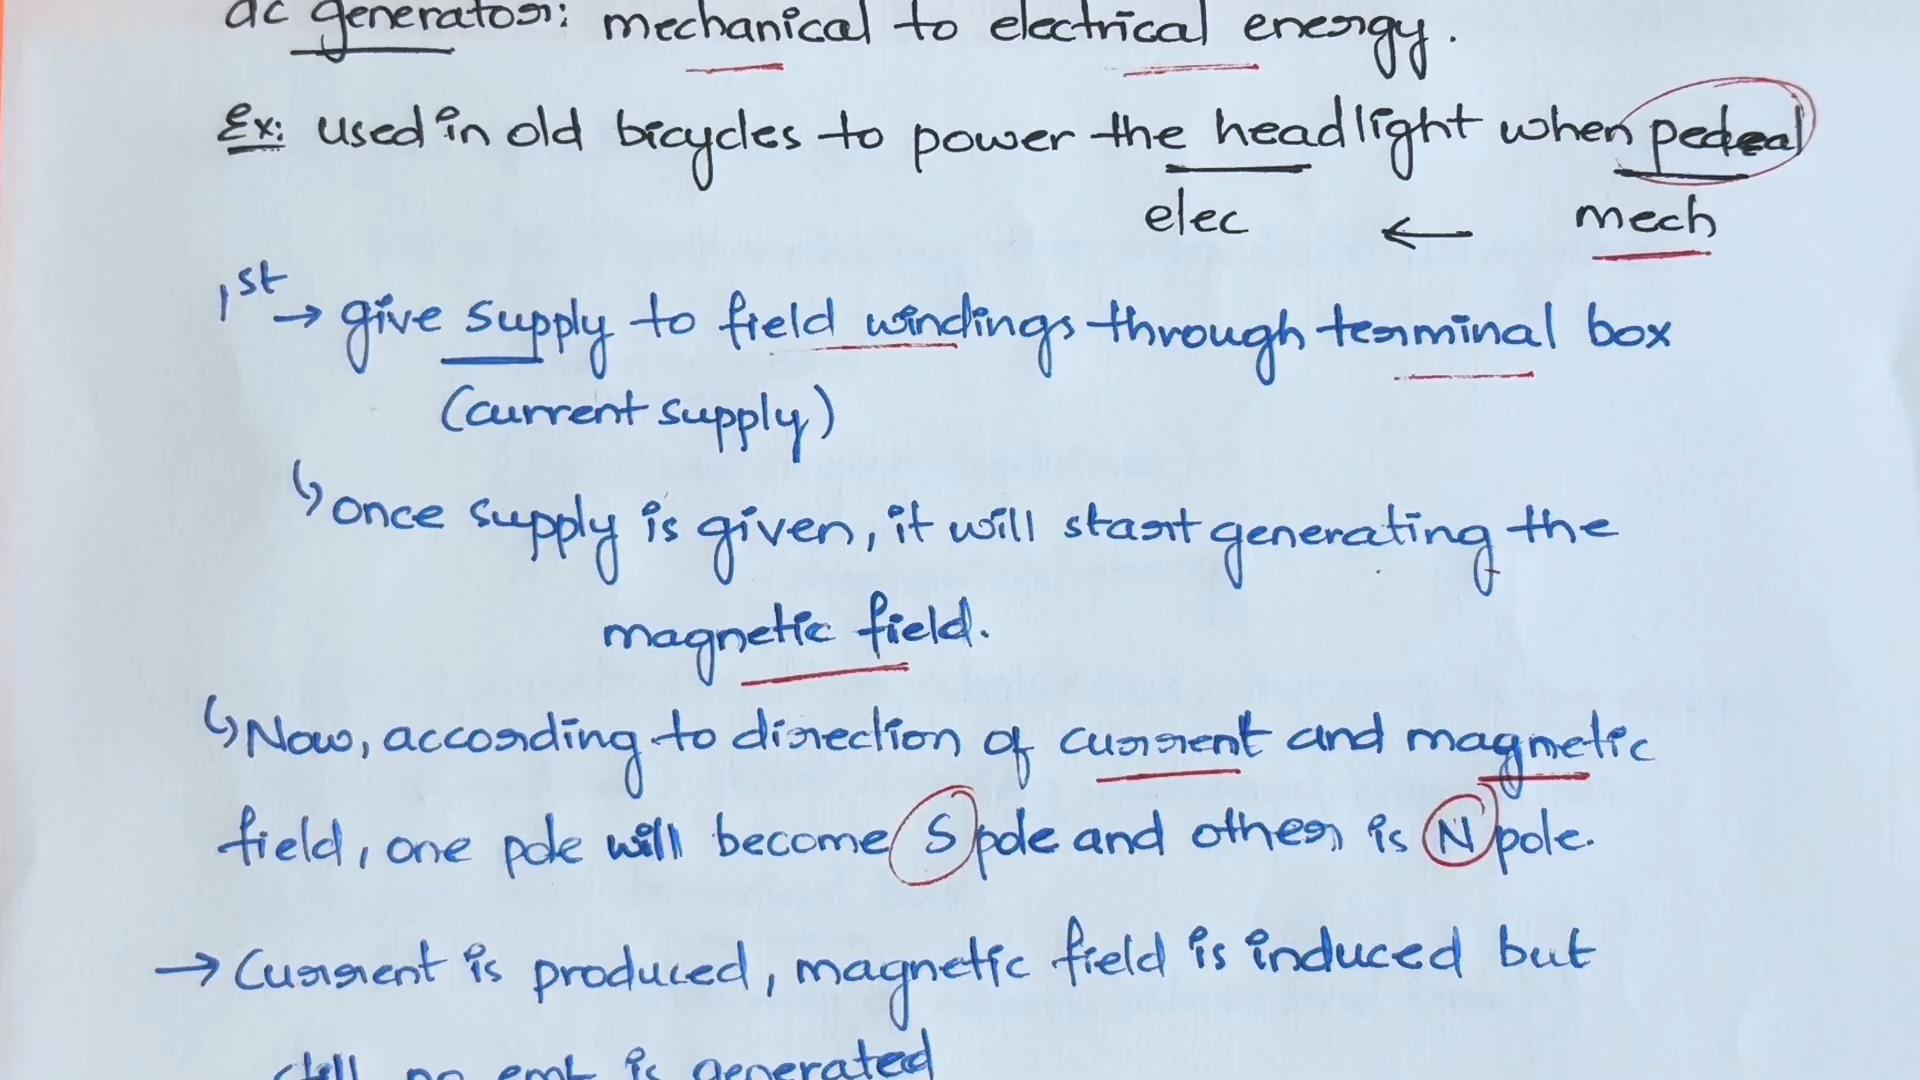 dc generator: mechanical to electrical energy.
Ex: used in old bicycles to power the headlight when pedeal
elec ← mech
1st → give supply to field windings through terminal box
(current supply)
↳ once supply is given, it will start generating the
magnetic field.
↳ Now, according to direction of current and magnetic
field, one pole will become S pole and other is N pole.
→ Current is produced, magnetic field is induced but
still no emf is generated